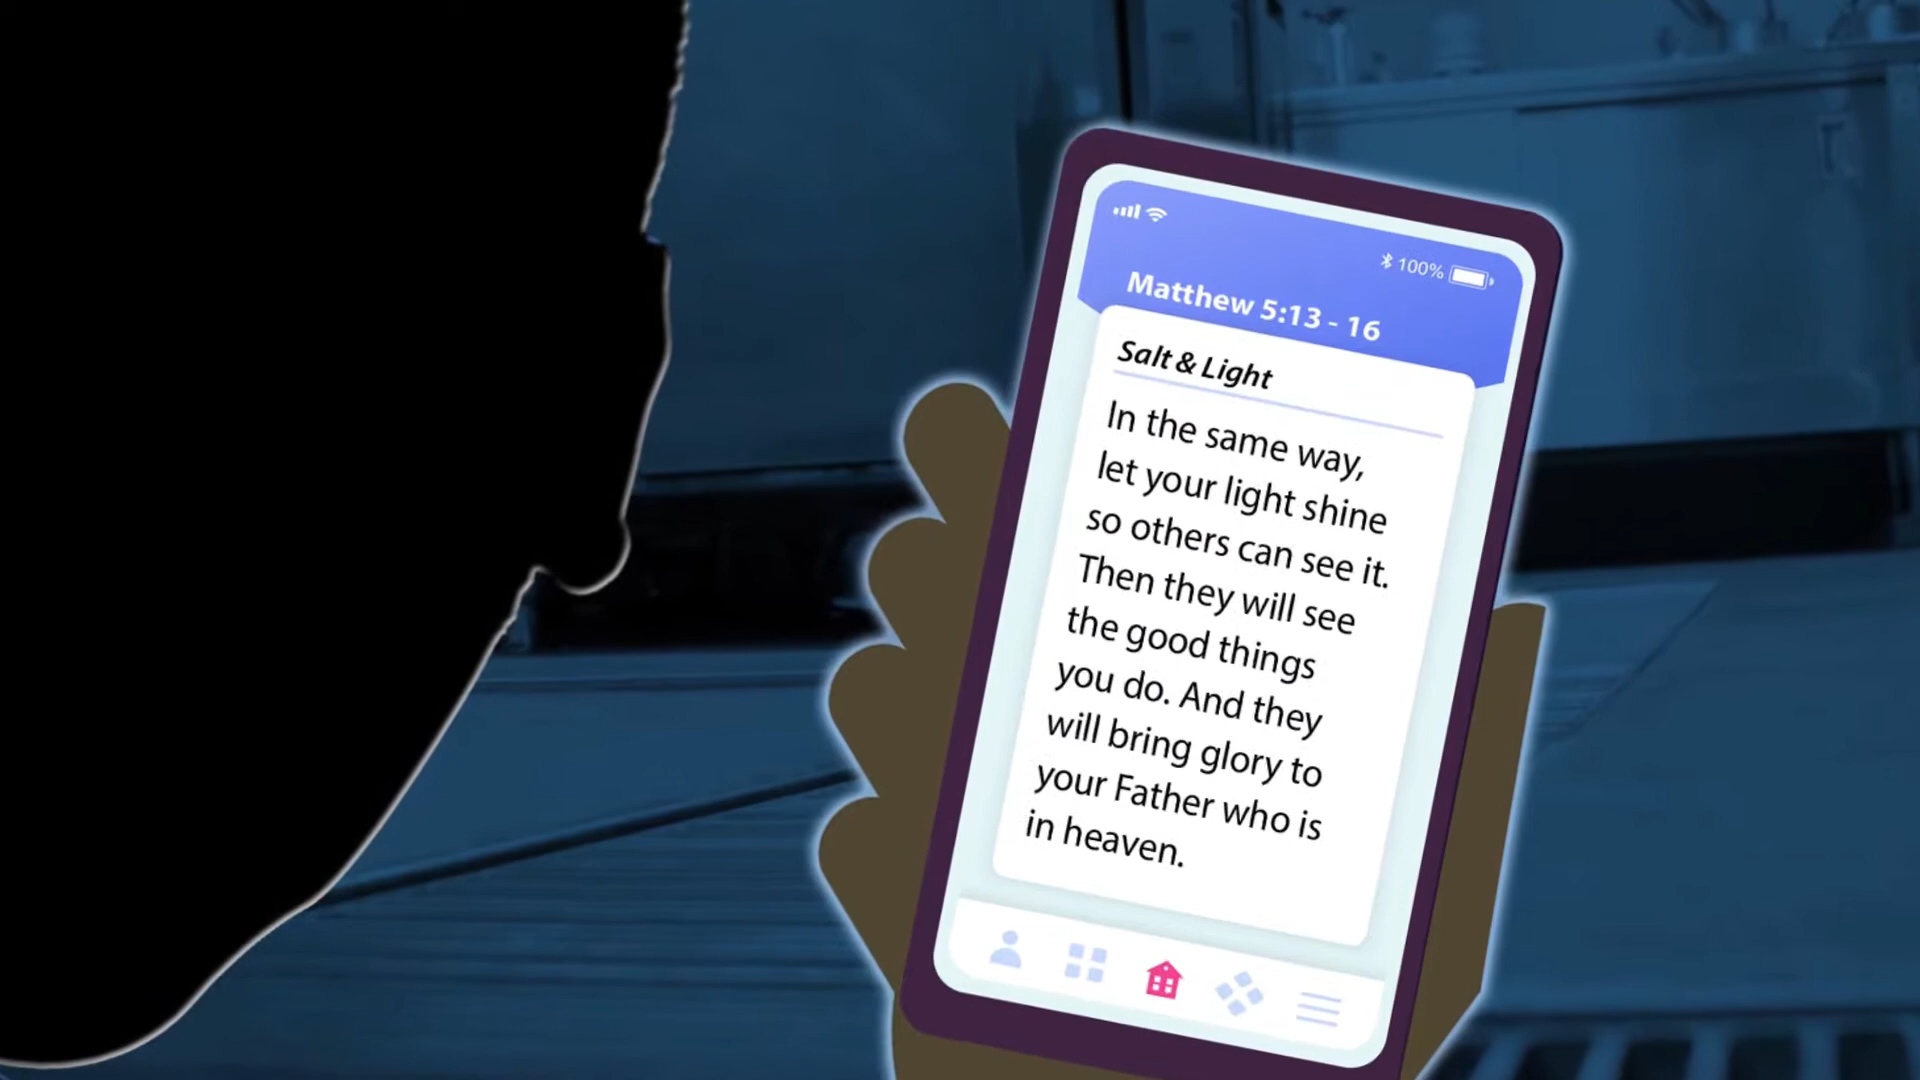 100%
Matthew 5:13 - 16
Salt & Light
In the same way,
let your light shine
so others can see it.
Then they will see
the good things
you do. And they
will bring glory to
your Father who is
in heaven.